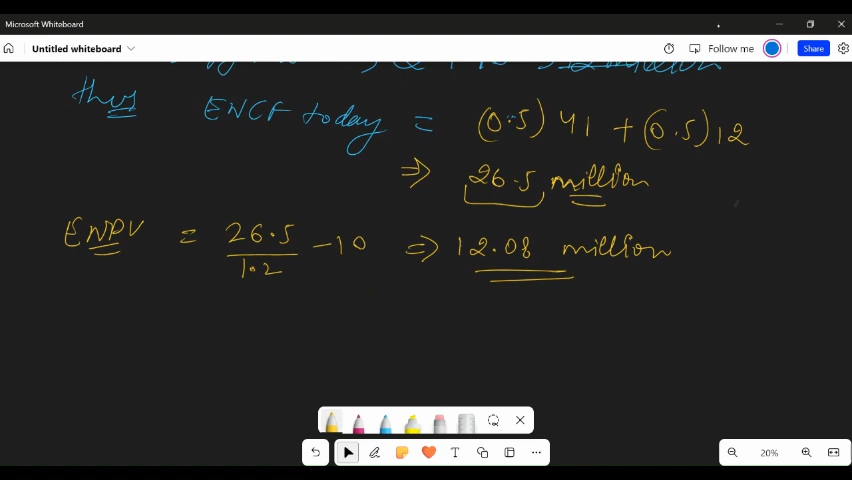 Microsoft Whiteboard
Untitled whiteboard
Follow me
Share
thus ENCF today = (0.5) 41 + (0.5) 12
⇒ 26.5 million
ENPV = 26.5 / 1.2 - 10 ⇒ 12.08 million
20%